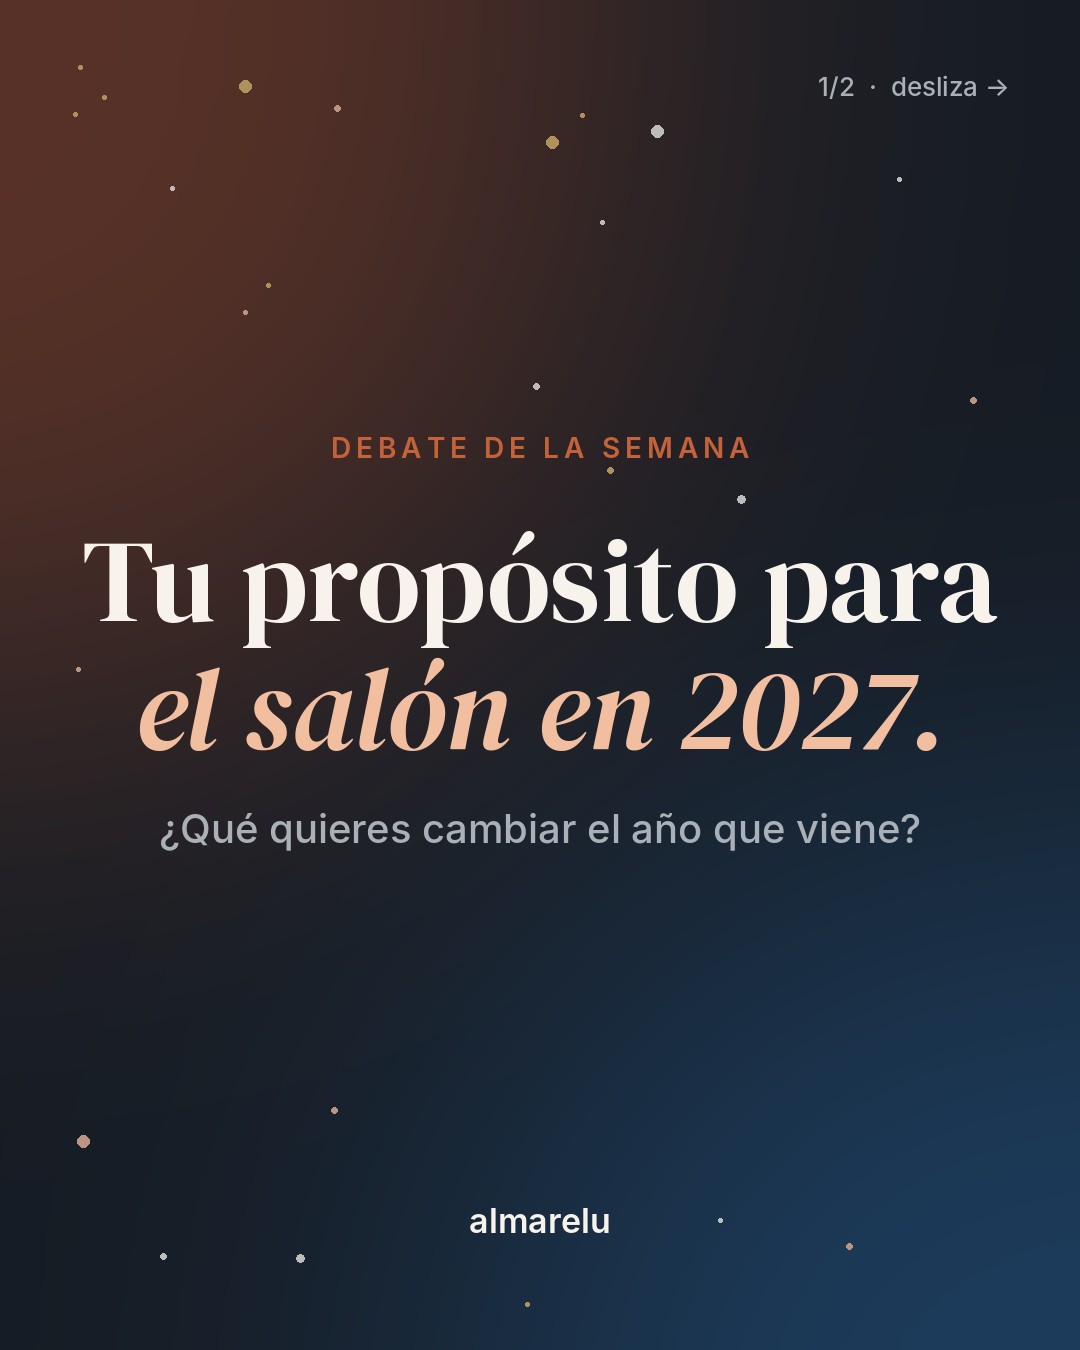 1/2 · desliza →
DEBATE DE LA SEMANA
Tu propósito para
el salón en 2027.
¿Qué quieres cambiar el año que viene?
almarelu